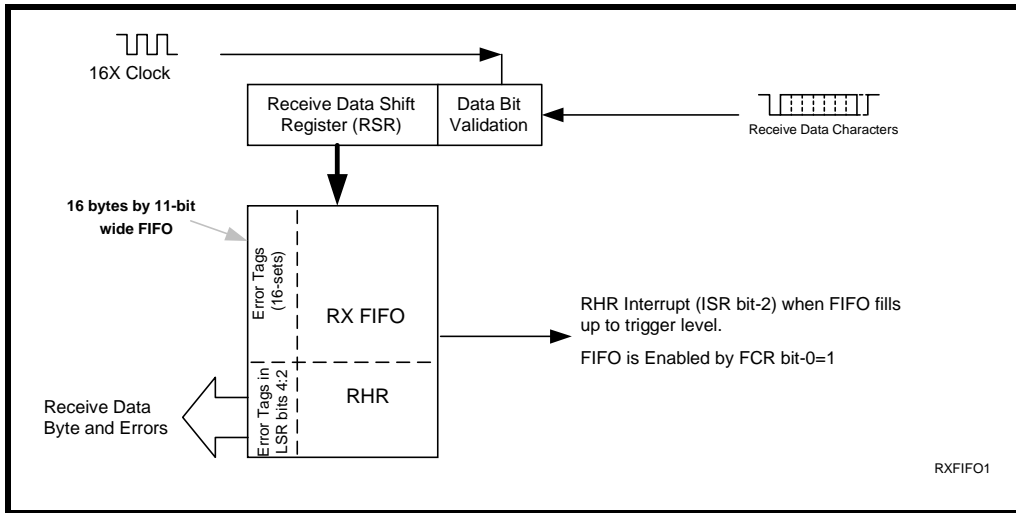 16X Clock
Receive Data Shift
Register (RSR)
Data Bit
Validation
Receive Data Characters
16 bytes by 11-bit
wide FIFO
Error Tags
(16-sets)
RX FIFO
RHR Interrupt (ISR bit-2) when FIFO fills
up to trigger level.
FIFO is Enabled by FCR bit-0=1
Error Tags in
LSR bits 4:2
RHR
Receive Data
Byte and Errors
RXFIFO1